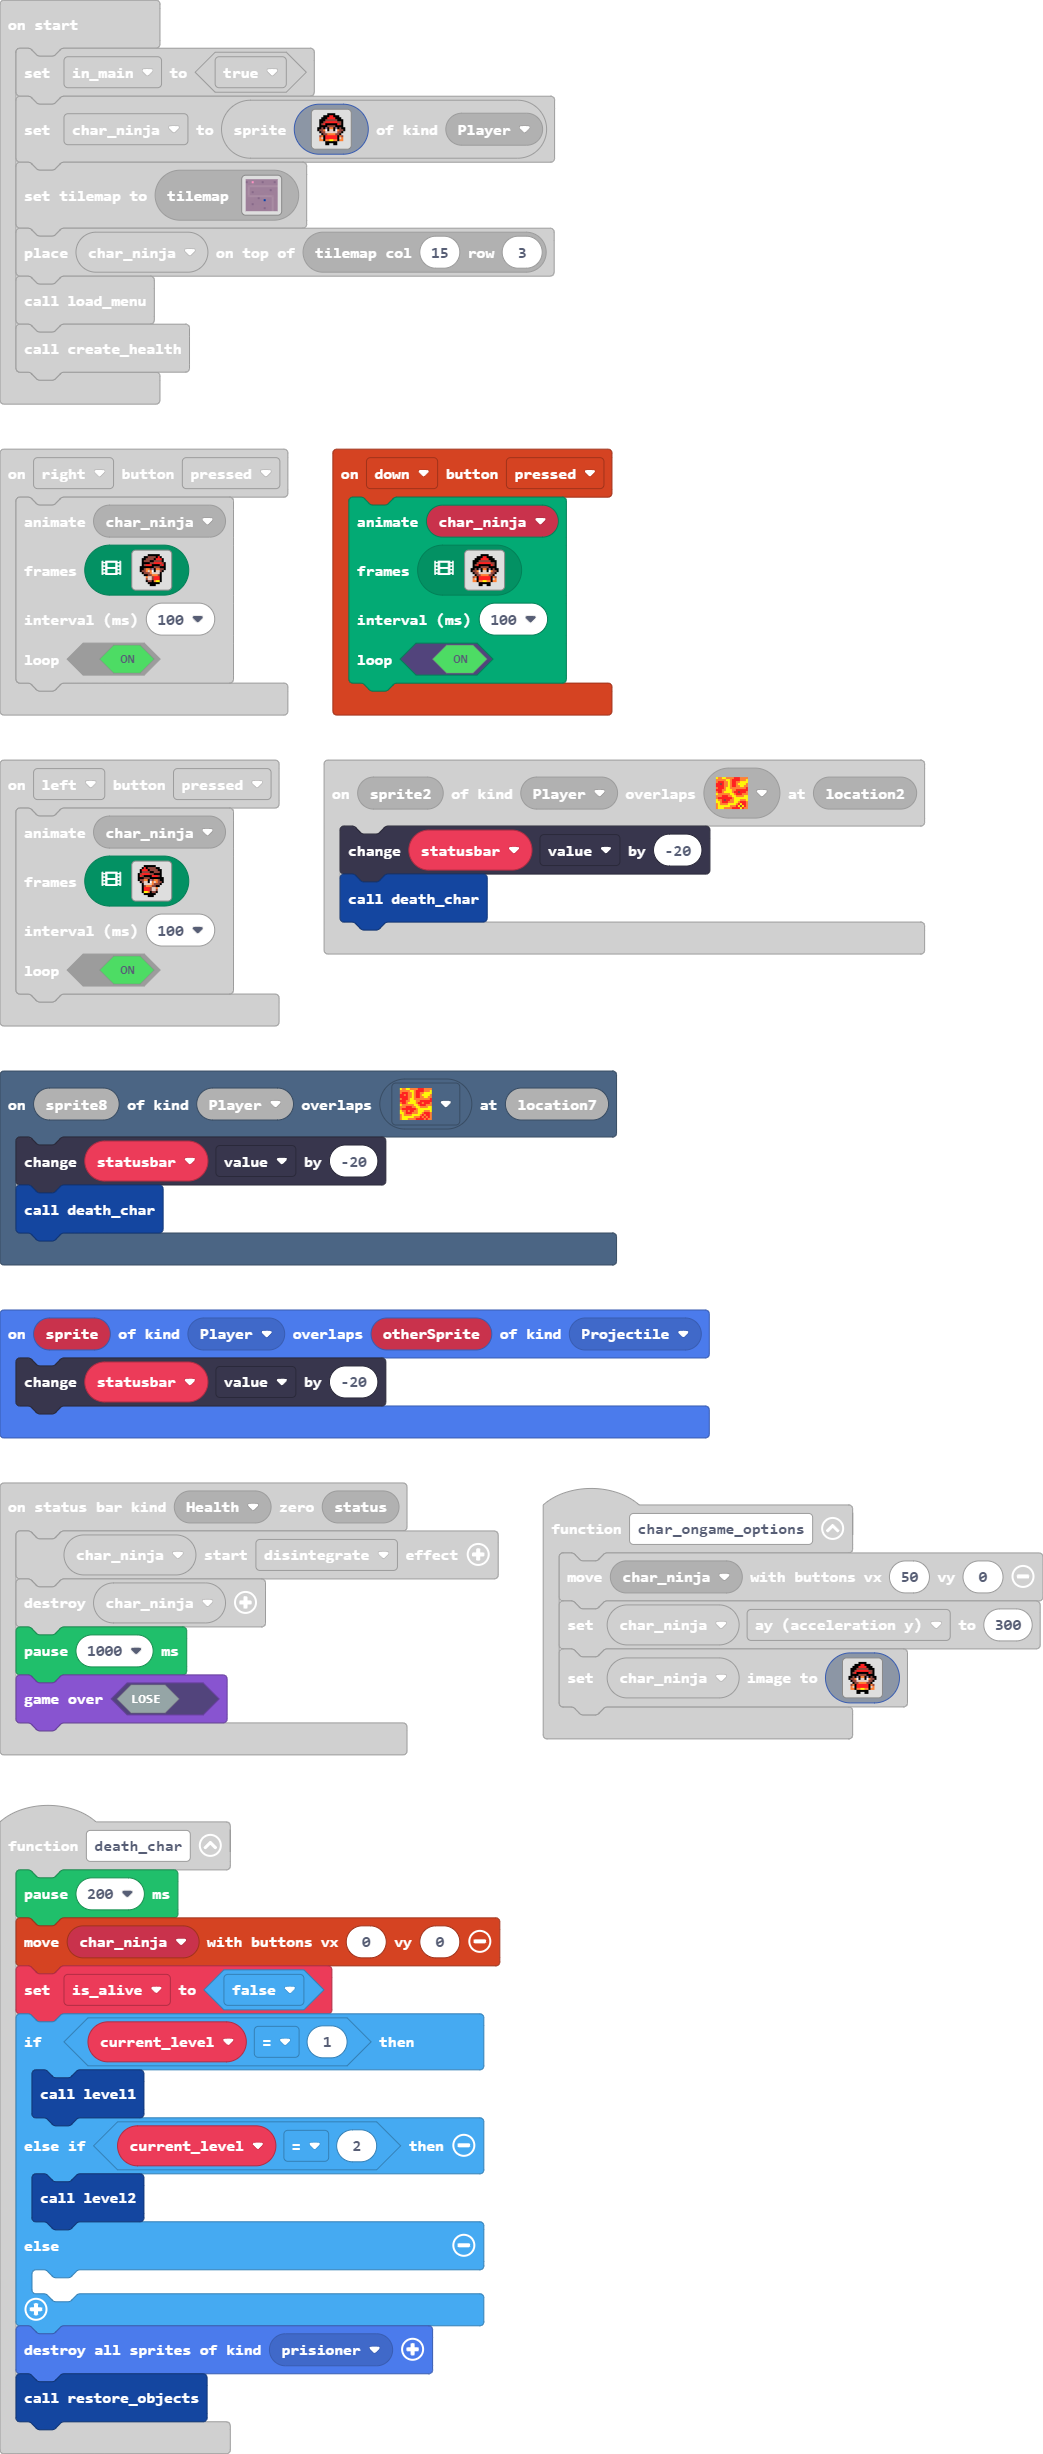 on start
set in_main to true
set char_ninja to sprite of kind Player
set tilemap to tilemap
place char_ninja on top of tilemap col 15 row 3
call load_menu
call create_health
on right button pressed
animate char_ninja
frames
interval (ms) 100
loop ON
on down button pressed
animate char_ninja
frames
interval (ms) 100
loop ON
on left button pressed
animate char_ninja
frames
interval (ms) 100
loop ON
on sprite2 of kind Player overlaps at location2
change statusbar value by -20
call death_char
on sprite8 of kind Player overlaps at location7
change statusbar value by -20
call death_char
on sprite of kind Player overlaps otherSprite of kind Projectile
change statusbar value by -20
on status bar kind Health zero status
char_ninja start disintegrate effect
destroy char_ninja
pause 1000 ms
game over LOSE
function char_ongame_options
move char_ninja with buttons vx 50 vy 0
set char_ninja ay (acceleration y) to 300
set char_ninja image to
function death_char
pause 200 ms
move char_ninja with buttons vx 0 vy 0
set is_alive to false
if current_level = 1 then
call level1
else if current_level = 2 then
call level2
else
destroy all sprites of kind prisioner
call restore_objects